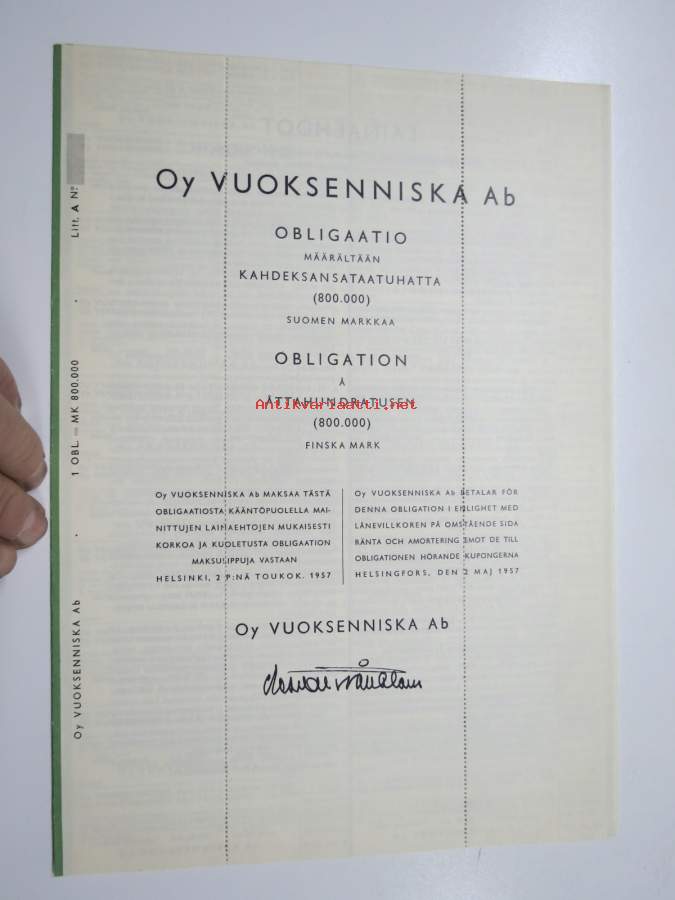 Oy VUOKSENNISKA Ab
OBLIGAATIO
MÄÄRÄLTÄÄN
KAHDEKSANSATAATUHATTA
(800.000)
SUOMEN MARKKAA
OBLIGATION
Å
ÅTTAHUNDRATUSEN
Antikvariaatti.net
(800.000)
FINSKA MARK
Oy VUOKSENNISKA Ab MAKSAA TÄSTÄ
OBLIGAATIOSTA KÄÄNTÖPUOLELLA MAI-
NITTUJEN LAINAEHTOJEN MUKAISESTI
KORKOA JA KUOLETUSTA OBLIGAATION
MAKSULIPPUJA VASTAAN
HELSINKI, 2 P:NÄ TOUKOK. 1957
Oy VUOKSENNISKA Ab BETALAR FÖR
DENNA OBLIGATION I ENLIGHET MED
LÅNEVILLKOREN PÅ OMSTÅENDE SIDA
RÄNTA OCH AMORTERING EMOT DE TILL
OBLIGATIONEN HÖRANDE KUPONGERNA
HELSINGFORS, DEN 2 MAJ 1957
Oy VUOKSENNISKA Ab
Oy VUOKSENNISKA Ab . 1 OBL. = MK 800.000 . Litt. A Nº